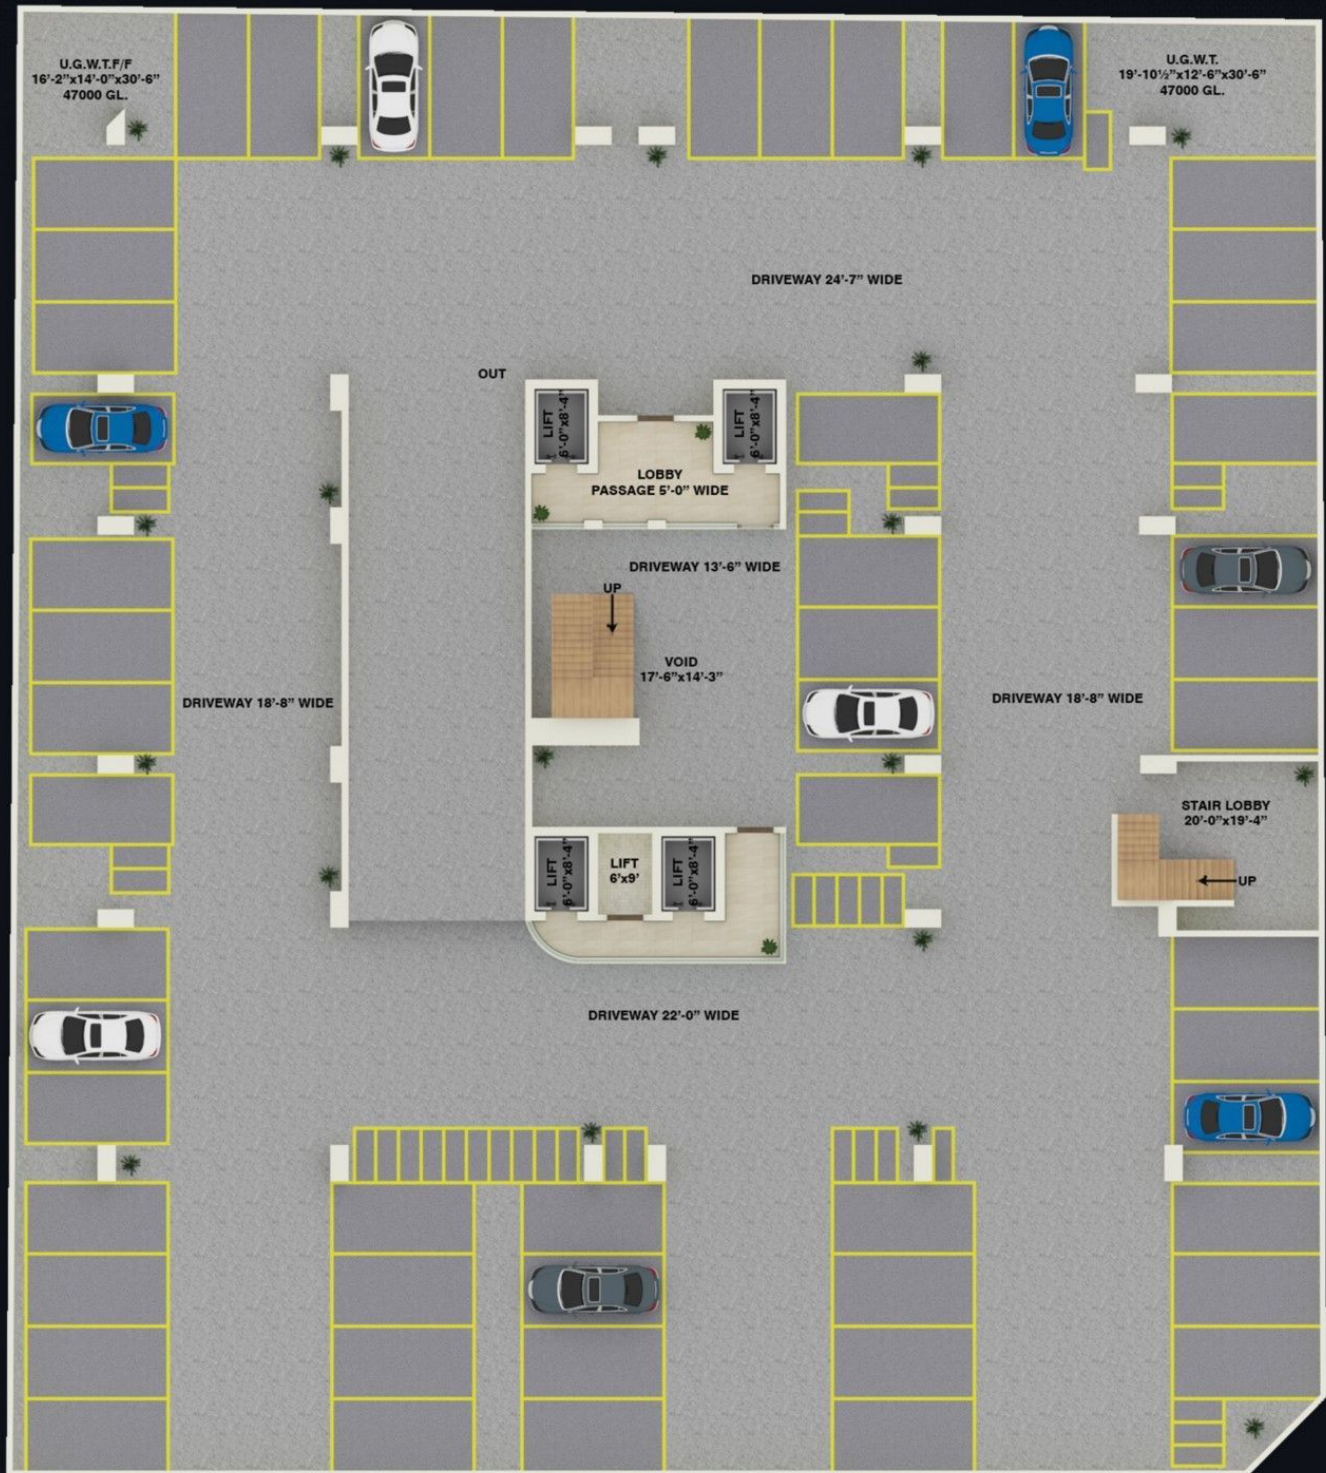 U.G.W.T.F/F
16'-2"x14'-0"x30'-6"
47000 GL.
U.G.W.T.
19'-10½"x12'-6"x30'-6"
47000 GL.
DRIVEWAY 24'-7" WIDE
OUT
LIFT
6'-0"x8'-4"
LIFT
6'-0"x8'-4"
LOBBY
PASSAGE 5'-0" WIDE
DRIVEWAY 13'-6" WIDE
UP
VOID
17'-6"x14'-3"
DRIVEWAY 18'-8" WIDE
DRIVEWAY 18'-8" WIDE
STAIR LOBBY
20'-0"x19'-4"
UP
LIFT
6'-0"x8'-4"
LIFT
6'x9'
LIFT
6'-0"x8'-4"
DRIVEWAY 22'-0" WIDE